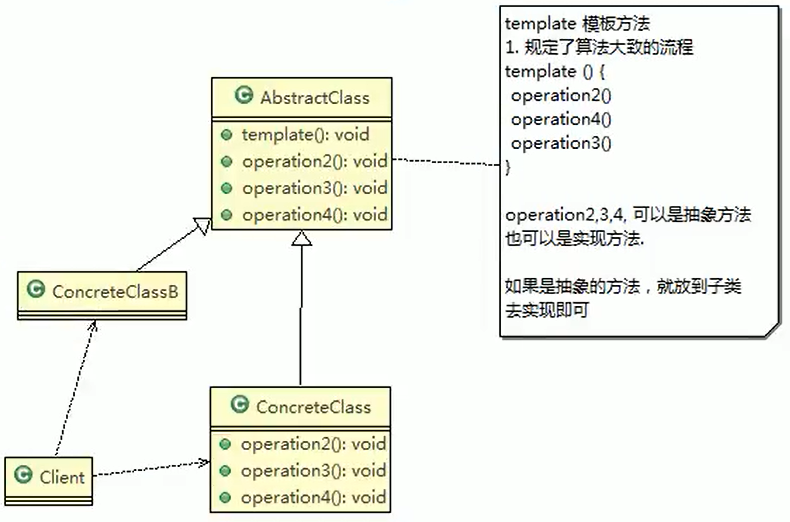 template 模板方法
1. 规定了算法大致的流程
template () {
operation2()
operation4()
operation3()
}
operation2,3,4, 可以是抽象方法
也可以是实现方法.
如果是抽象的方法，就放到子类
去实现即可
C AbstractClass
template(): void
operation2(): void
operation3(): void
operation4(): void
C ConcreteClassB
C ConcreteClass
operation2(): void
operation3(): void
operation4(): void
C Client